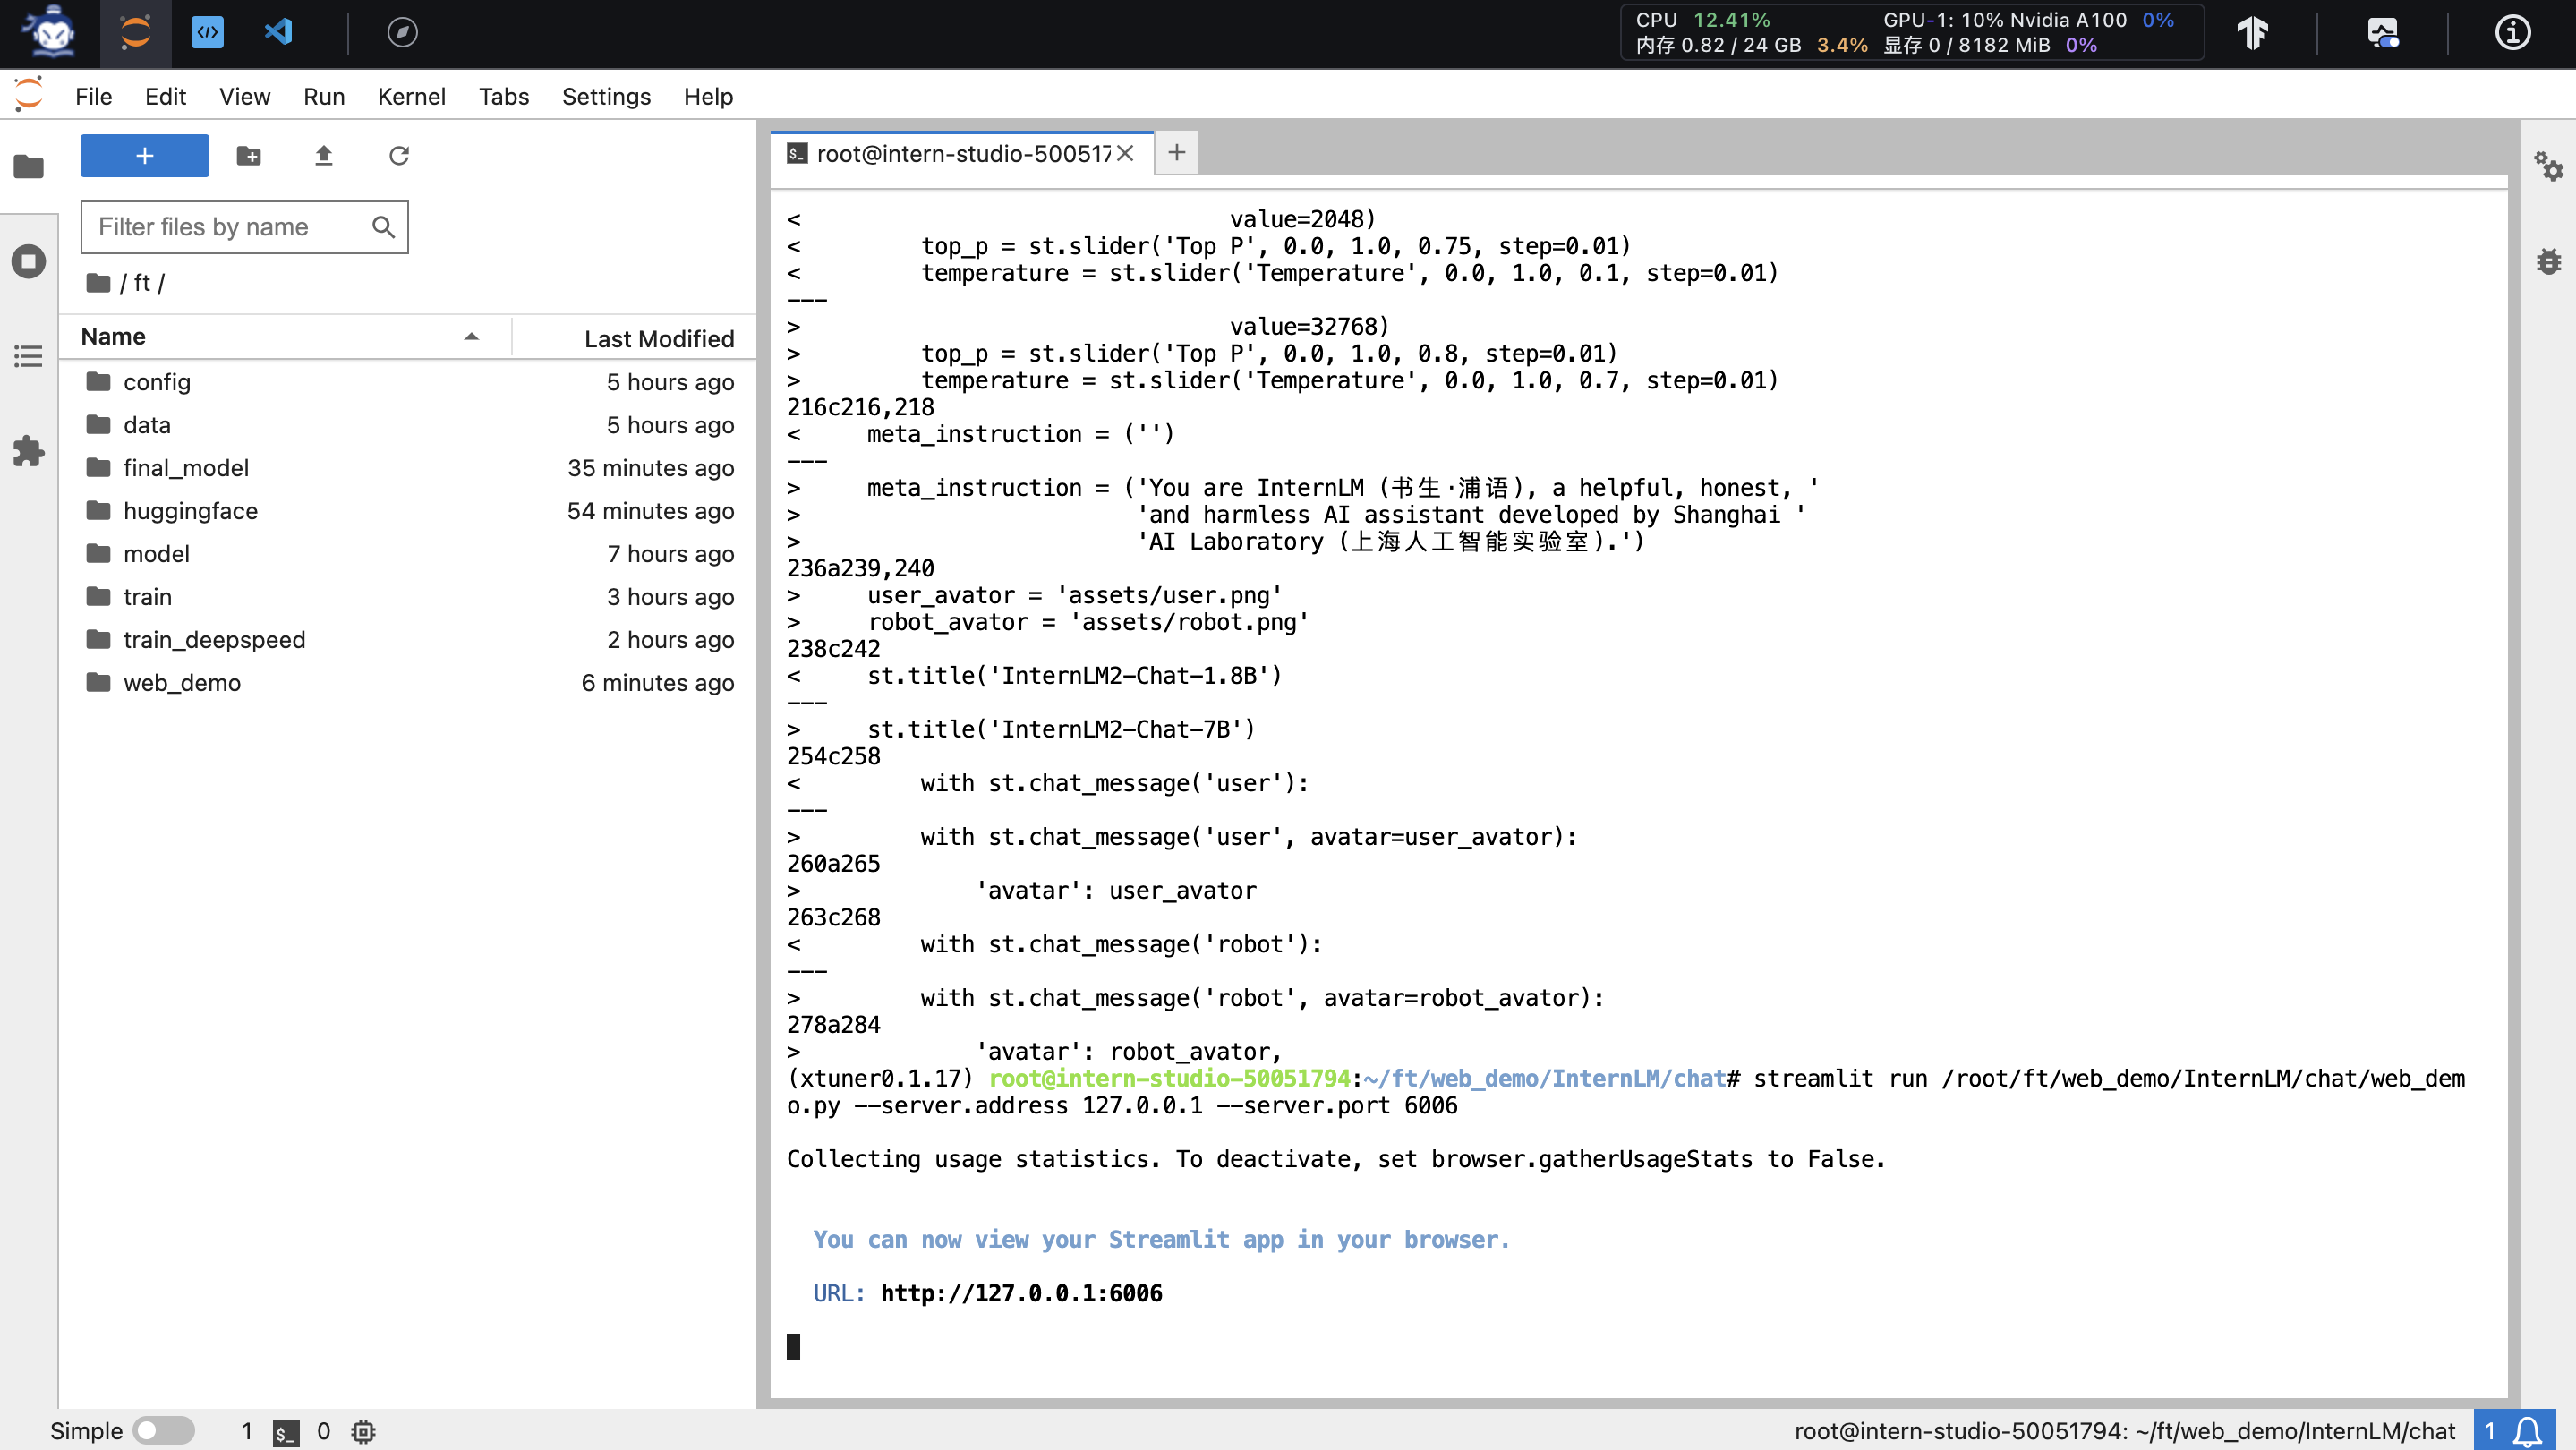 CPU 12.41% GPU-1: 10% Nvidia A100 0%
内存 0.82 / 24 GB 3.4% 显存 0 / 8182 MiB 0%
File Edit View Run Kernel Tabs Settings Help
root@intern-studio-500517
Filter files by name
/ ft /
Name Last Modified
config 5 hours ago
data 5 hours ago
final_model 35 minutes ago
huggingface 54 minutes ago
model 7 hours ago
train 3 hours ago
train_deepspeed 2 hours ago
web_demo 6 minutes ago
<                                value=2048)
<         top_p = st.slider('Top P', 0.0, 1.0, 0.75, step=0.01)
<         temperature = st.slider('Temperature', 0.0, 1.0, 0.1, step=0.01)
---
>                                value=32768)
>         top_p = st.slider('Top P', 0.0, 1.0, 0.8, step=0.01)
>         temperature = st.slider('Temperature', 0.0, 1.0, 0.7, step=0.01)
216c216,218
<     meta_instruction = ('')
---
>     meta_instruction = ('You are InternLM (书生·浦语), a helpful, honest, '
>                         'and harmless AI assistant developed by Shanghai '
>                         'AI Laboratory (上海人工智能实验室).')
236a239,240
>     user_avator = 'assets/user.png'
>     robot_avator = 'assets/robot.png'
238c242
<     st.title('InternLM2-Chat-1.8B')
---
>     st.title('InternLM2-Chat-7B')
254c258
<         with st.chat_message('user'):
---
>         with st.chat_message('user', avatar=user_avator):
260a265
>             'avatar': user_avator
263c268
<         with st.chat_message('robot'):
---
>         with st.chat_message('robot', avatar=robot_avator):
278a284
>             'avatar': robot_avator,
(xtuner0.1.17) root@intern-studio-50051794:~/ft/web_demo/InternLM/chat# streamlit run /root/ft/web_demo/InternLM/chat/web_dem
o.py --server.address 127.0.0.1 --server.port 6006
Collecting usage statistics. To deactivate, set browser.gatherUsageStats to False.
You can now view your Streamlit app in your browser.
URL: http://127.0.0.1:6006
Simple 1 $_ 0 root@intern-studio-50051794: ~/ft/web_demo/InternLM/chat 1